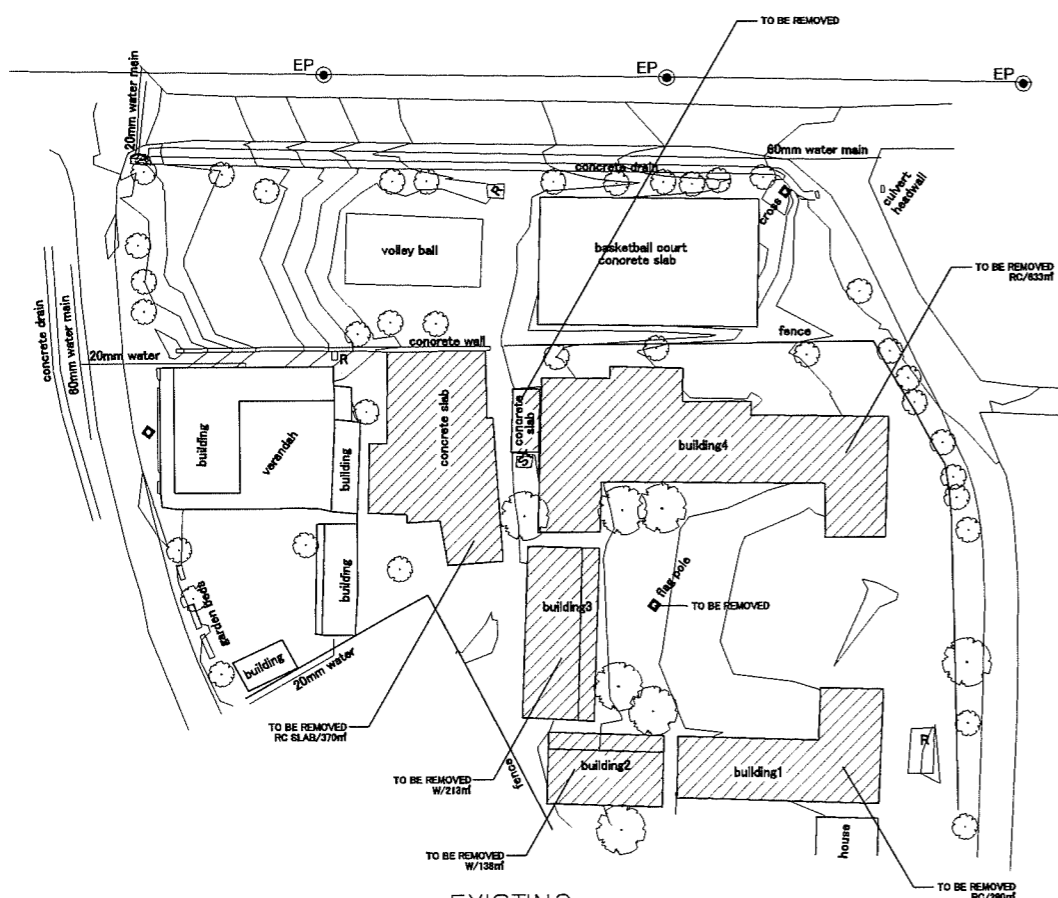 TO BE REMOVED
EP
EP
EP
20mm water main
60mm water main
concrete drain
R
cross
culvert
headwall
volley ball
basketball court
concrete slab
TO BE REMOVED
RC/633㎡
fence
concrete wall
20mm water
R
concrete drain
60mm water main
building
verandah
building
concrete slab
concrete
slab
S
building4
building
building3
flag pole
TO BE REMOVED
garden beds
building
20mm water
TO BE REMOVED
RC SLAB/370㎡
TO BE REMOVED
W/213㎡
fence
building2
building1
R
TO BE REMOVED
W/138㎡
house
TO BE REMOVED
EXISTING